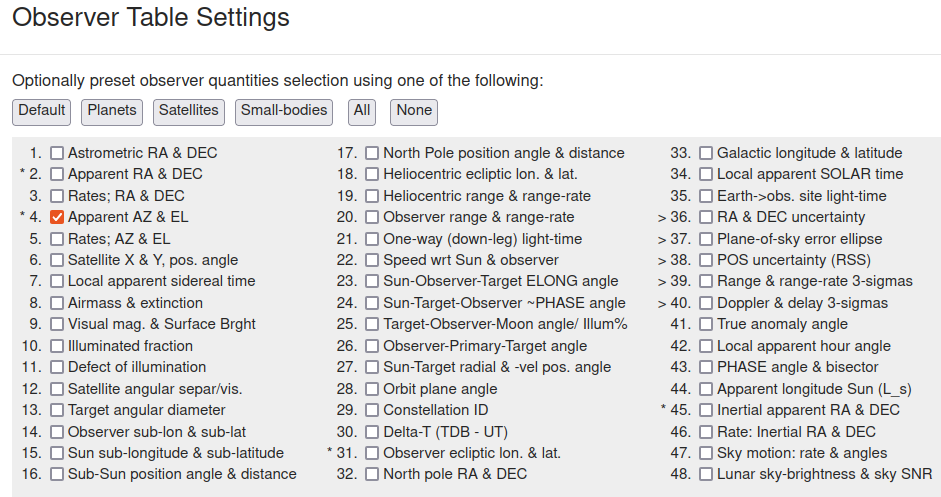 Observer Table Settings
Optionally preset observer quantities selection using one of the following:
Default Planets Satellites Small-bodies All None
1. Astrometric RA & DEC
* 2. Apparent RA & DEC
3. Rates; RA & DEC
* 4. Apparent AZ & EL
5. Rates; AZ & EL
6. Satellite X & Y, pos. angle
7. Local apparent sidereal time
8. Airmass & extinction
9. Visual mag. & Surface Brght
10. Illuminated fraction
11. Defect of illumination
12. Satellite angular separ/vis.
13. Target angular diameter
14. Observer sub-lon & sub-lat
15. Sun sub-longitude & sub-latitude
16. Sub-Sun position angle & distance
17. North Pole position angle & distance
18. Heliocentric ecliptic lon. & lat.
19. Heliocentric range & range-rate
20. Observer range & range-rate
21. One-way (down-leg) light-time
22. Speed wrt Sun & observer
23. Sun-Observer-Target ELONG angle
24. Sun-Target-Observer ~PHASE angle
25. Target-Observer-Moon angle/ Illum%
26. Observer-Primary-Target angle
27. Sun-Target radial & -vel pos. angle
28. Orbit plane angle
29. Constellation ID
30. Delta-T (TDB - UT)
* 31. Observer ecliptic lon. & lat.
32. North pole RA & DEC
33. Galactic longitude & latitude
34. Local apparent SOLAR time
35. Earth->obs. site light-time
> 36. RA & DEC uncertainty
> 37. Plane-of-sky error ellipse
> 38. POS uncertainty (RSS)
> 39. Range & range-rate 3-sigmas
> 40. Doppler & delay 3-sigmas
41. True anomaly angle
42. Local apparent hour angle
43. PHASE angle & bisector
44. Apparent longitude Sun (L_s)
* 45. Inertial apparent RA & DEC
46. Rate: Inertial RA & DEC
47. Sky motion: rate & angles
48. Lunar sky-brightness & sky SNR